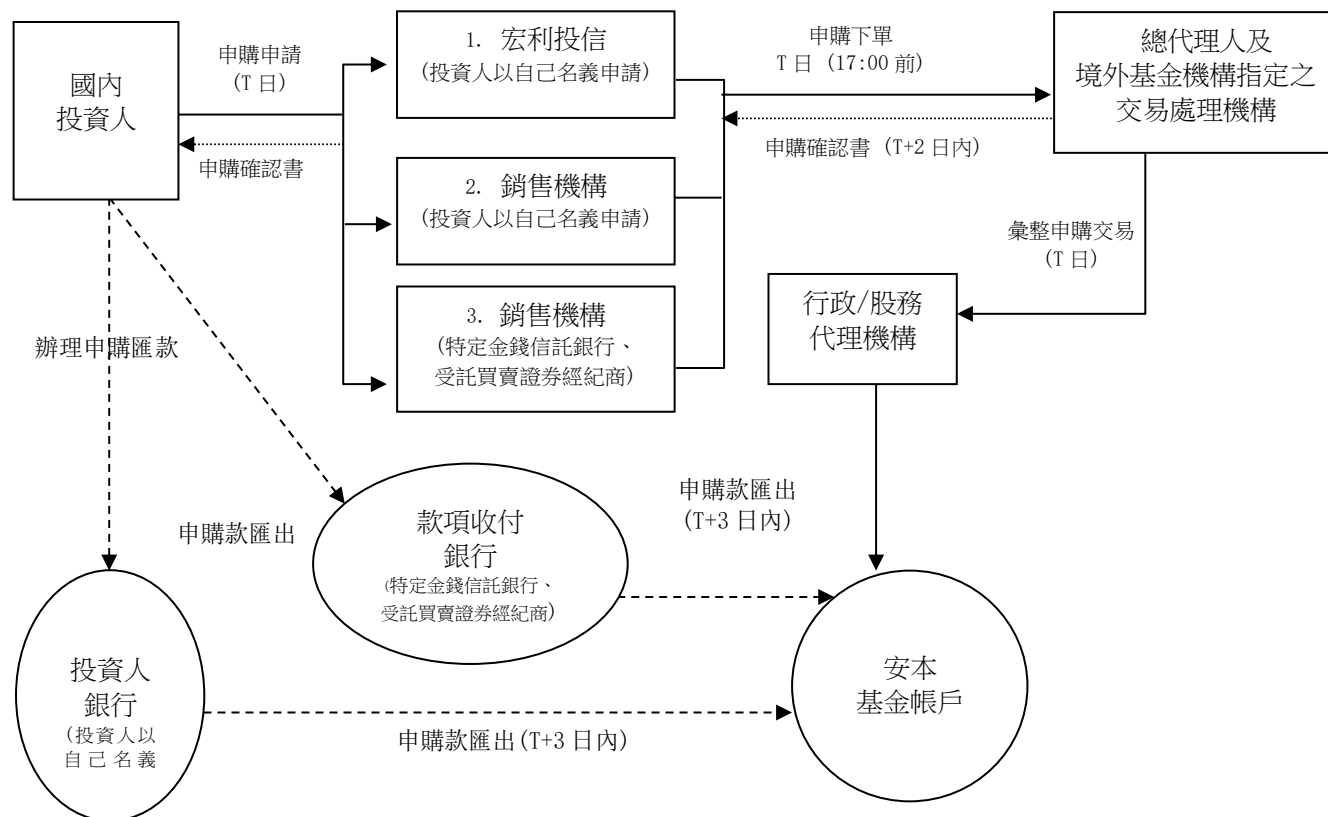 國內
投資人
申購申請
(T 日)
申購確認書
1. 宏利投信
(投資人以自己名義申請)
2. 銷售機構
(投資人以自己名義申請)
3. 銷售機構
(特定金錢信託銀行、
受託買賣證券經紀商)
申購下單
T 日 (17:00 前)
申購確認書 (T+2 日內)
總代理人及
境外基金機構指定之
交易處理機構
彙整申購交易
(T 日)
行政/股務
代理機構
辦理申購匯款
申購款匯出
款項收付
銀行
(特定金錢信託銀行、
受託買賣證券經紀商)
申購款匯出
(T+3 日內)
投資人
銀行
(投資人以
自己名義
申購款匯出(T+3 日內)
安本
基金帳戶